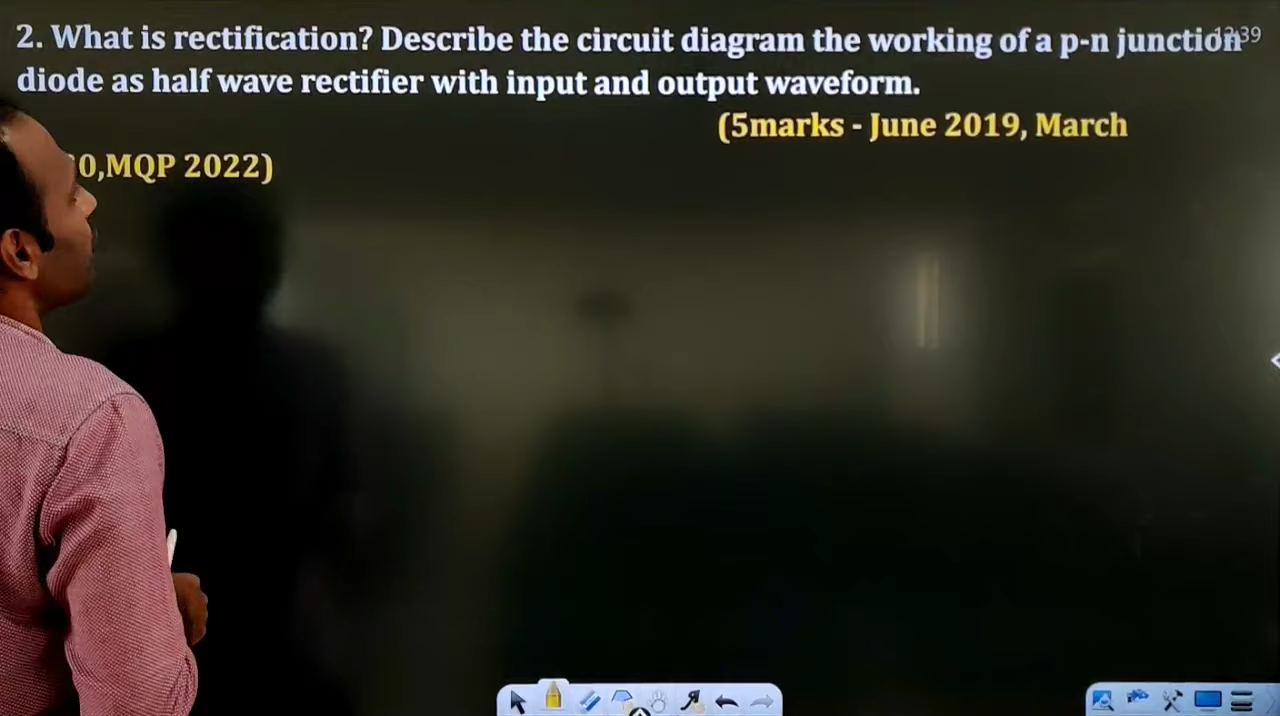 2. What is rectification? Describe the circuit diagram the working of a p-n junction
diode as half wave rectifier with input and output waveform.
(5marks - June 2019, March
0,MQP 2022)